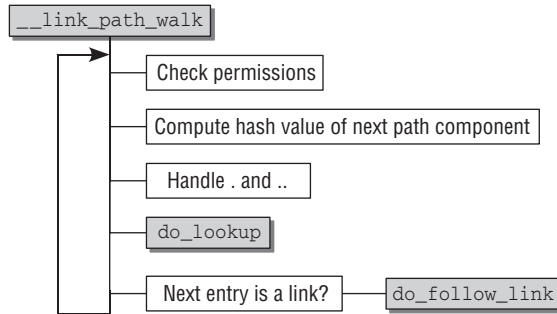 __link_path_walk
Check permissions
Compute hash value of next path component
Handle . and ..
do_lookup
Next entry is a link?
do_follow_link